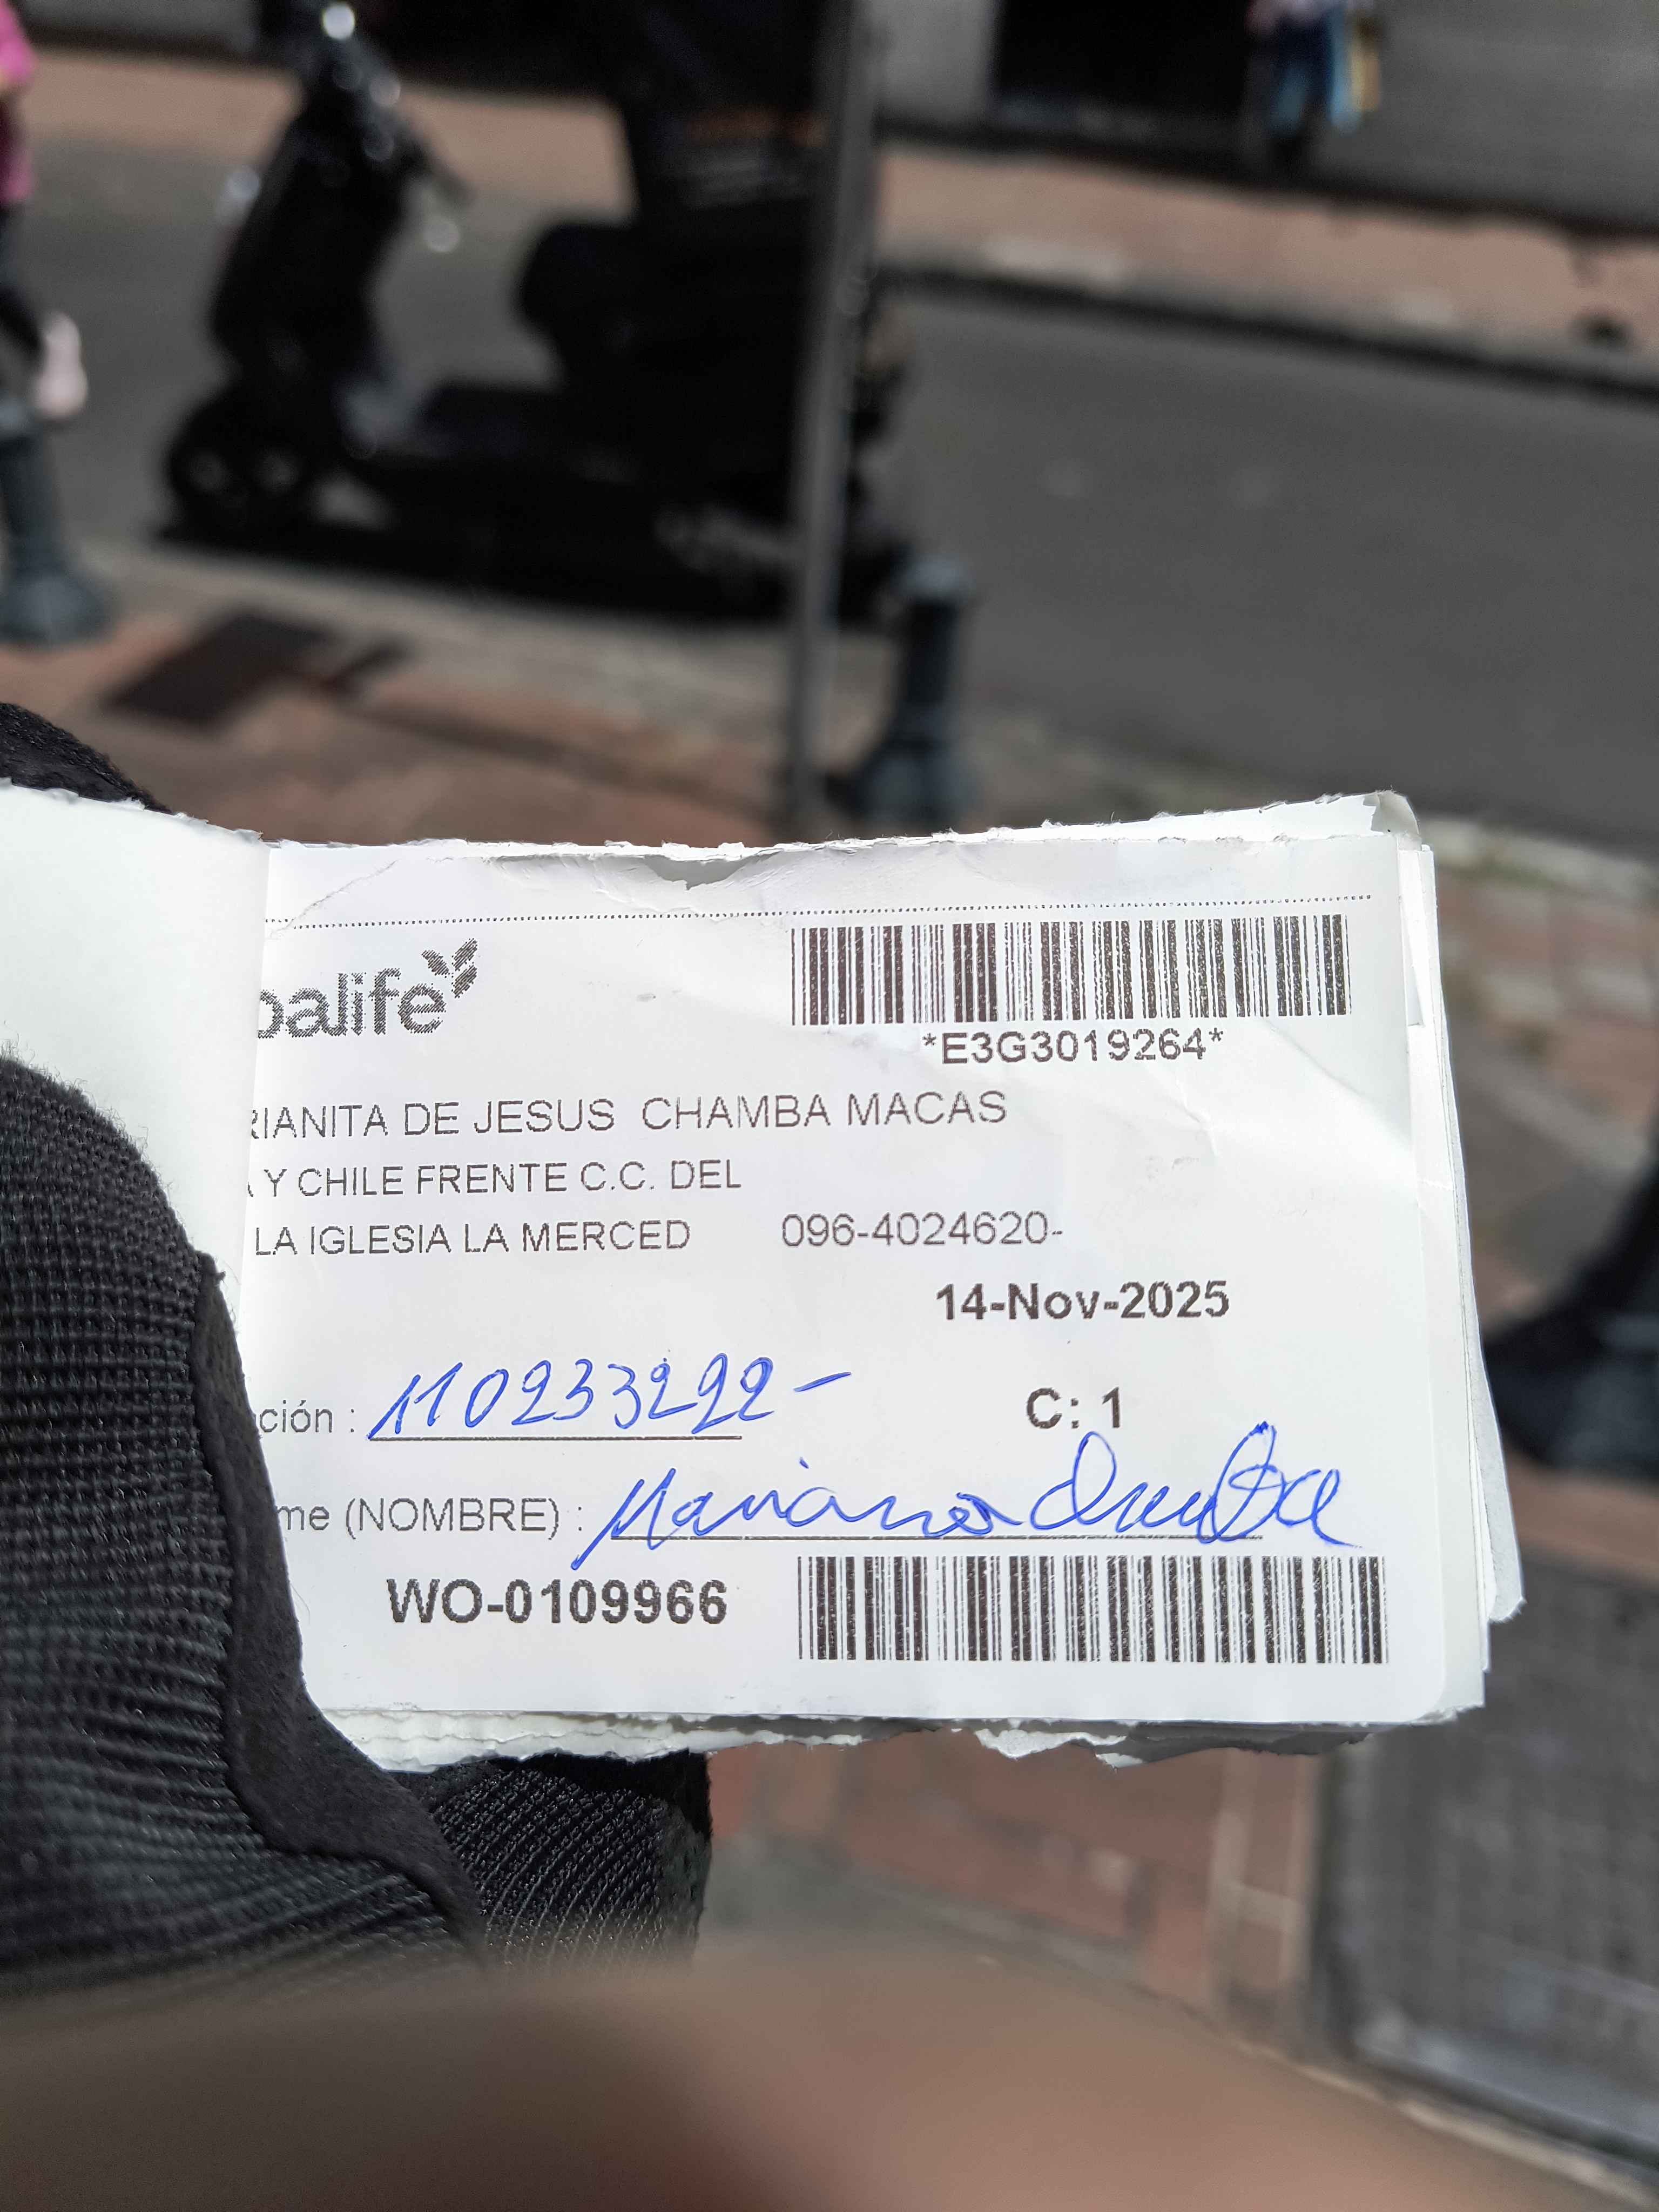 balife
*E3G3019264*
RIANITA DE JESUS CHAMBA MACAS
Y CHILE FRENTE C.C. DEL
LA IGLESIA LA MERCED 096-4024620-
14-Nov-2025
ción : 110233292-
C: 1
me (NOMBRE) : Mariana
WO-0109966